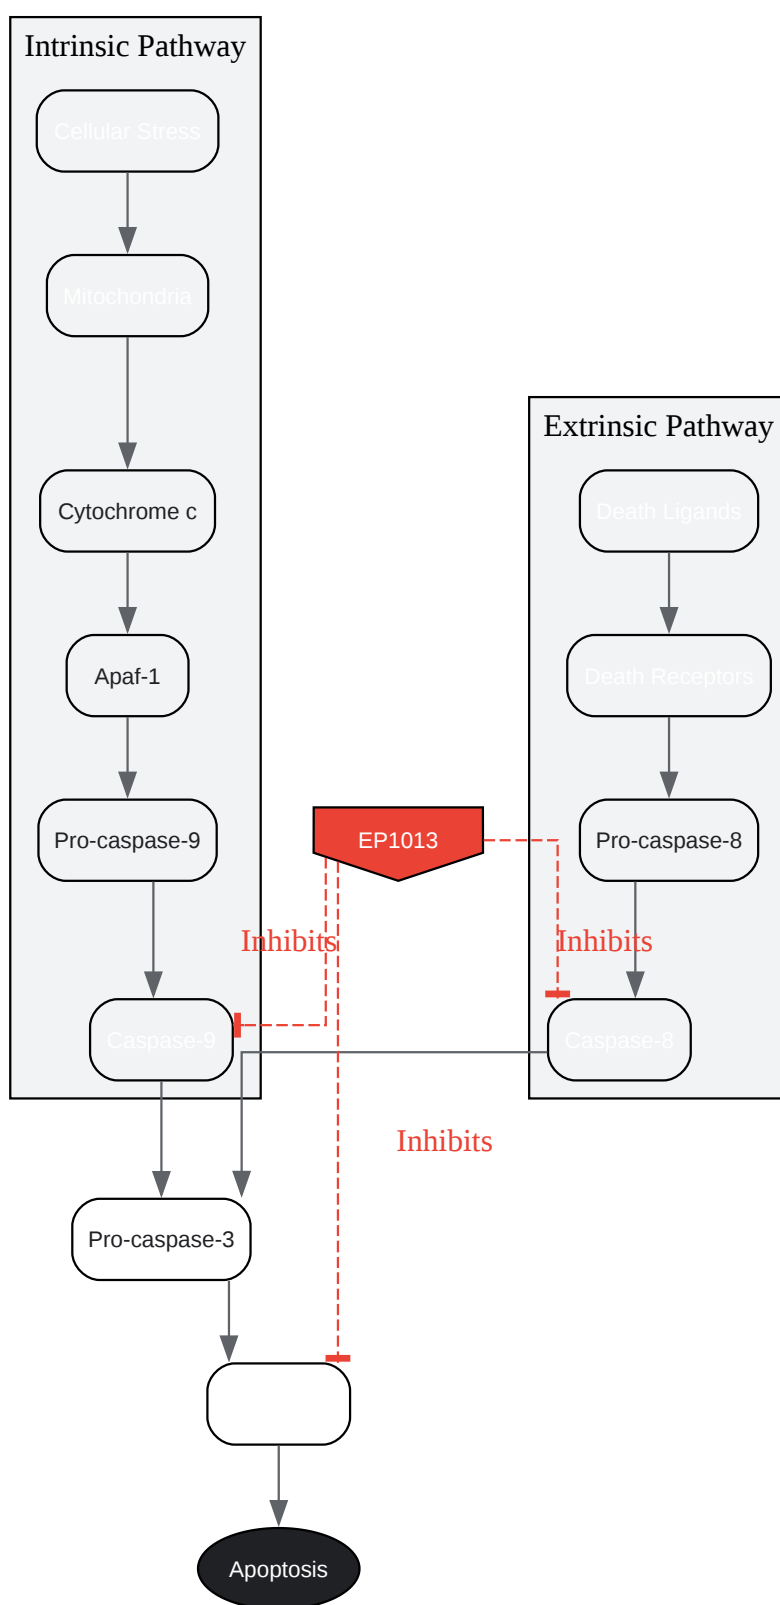 Intrinsic Pathway
Cellular Stress
Mitochondria
Extrinsic Pathway
Cytochrome c
Death Ligands
Apaf-1
Death Receptors
Pro-caspase-9
EP1013
Pro-caspase-8
Inhibits
Inhibits
Caspase-9
Caspase-8
Inhibits
Pro-caspase-3
Apoptosis